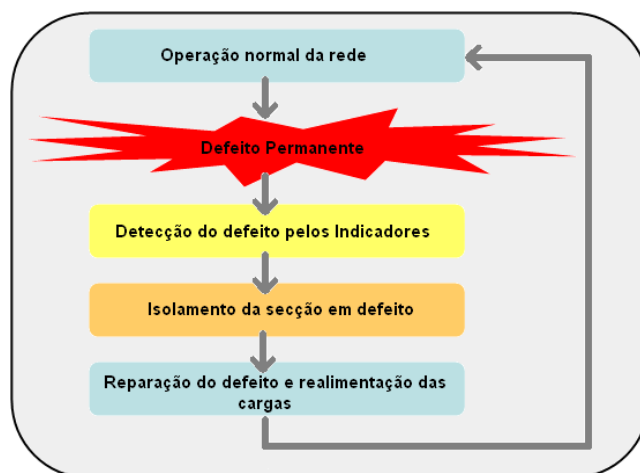 Operação normal da rede
Defeito Permanente
Detecção do defeito pelos Indicadores
Isolamento da secção em defeito
Reparação do defeito e realimentação das
cargas